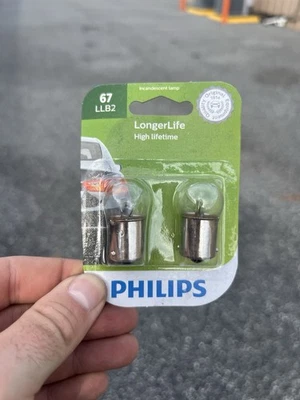 Incandescent lamp
67
LLB2
LongerLife
High lifetime
PHILIPS